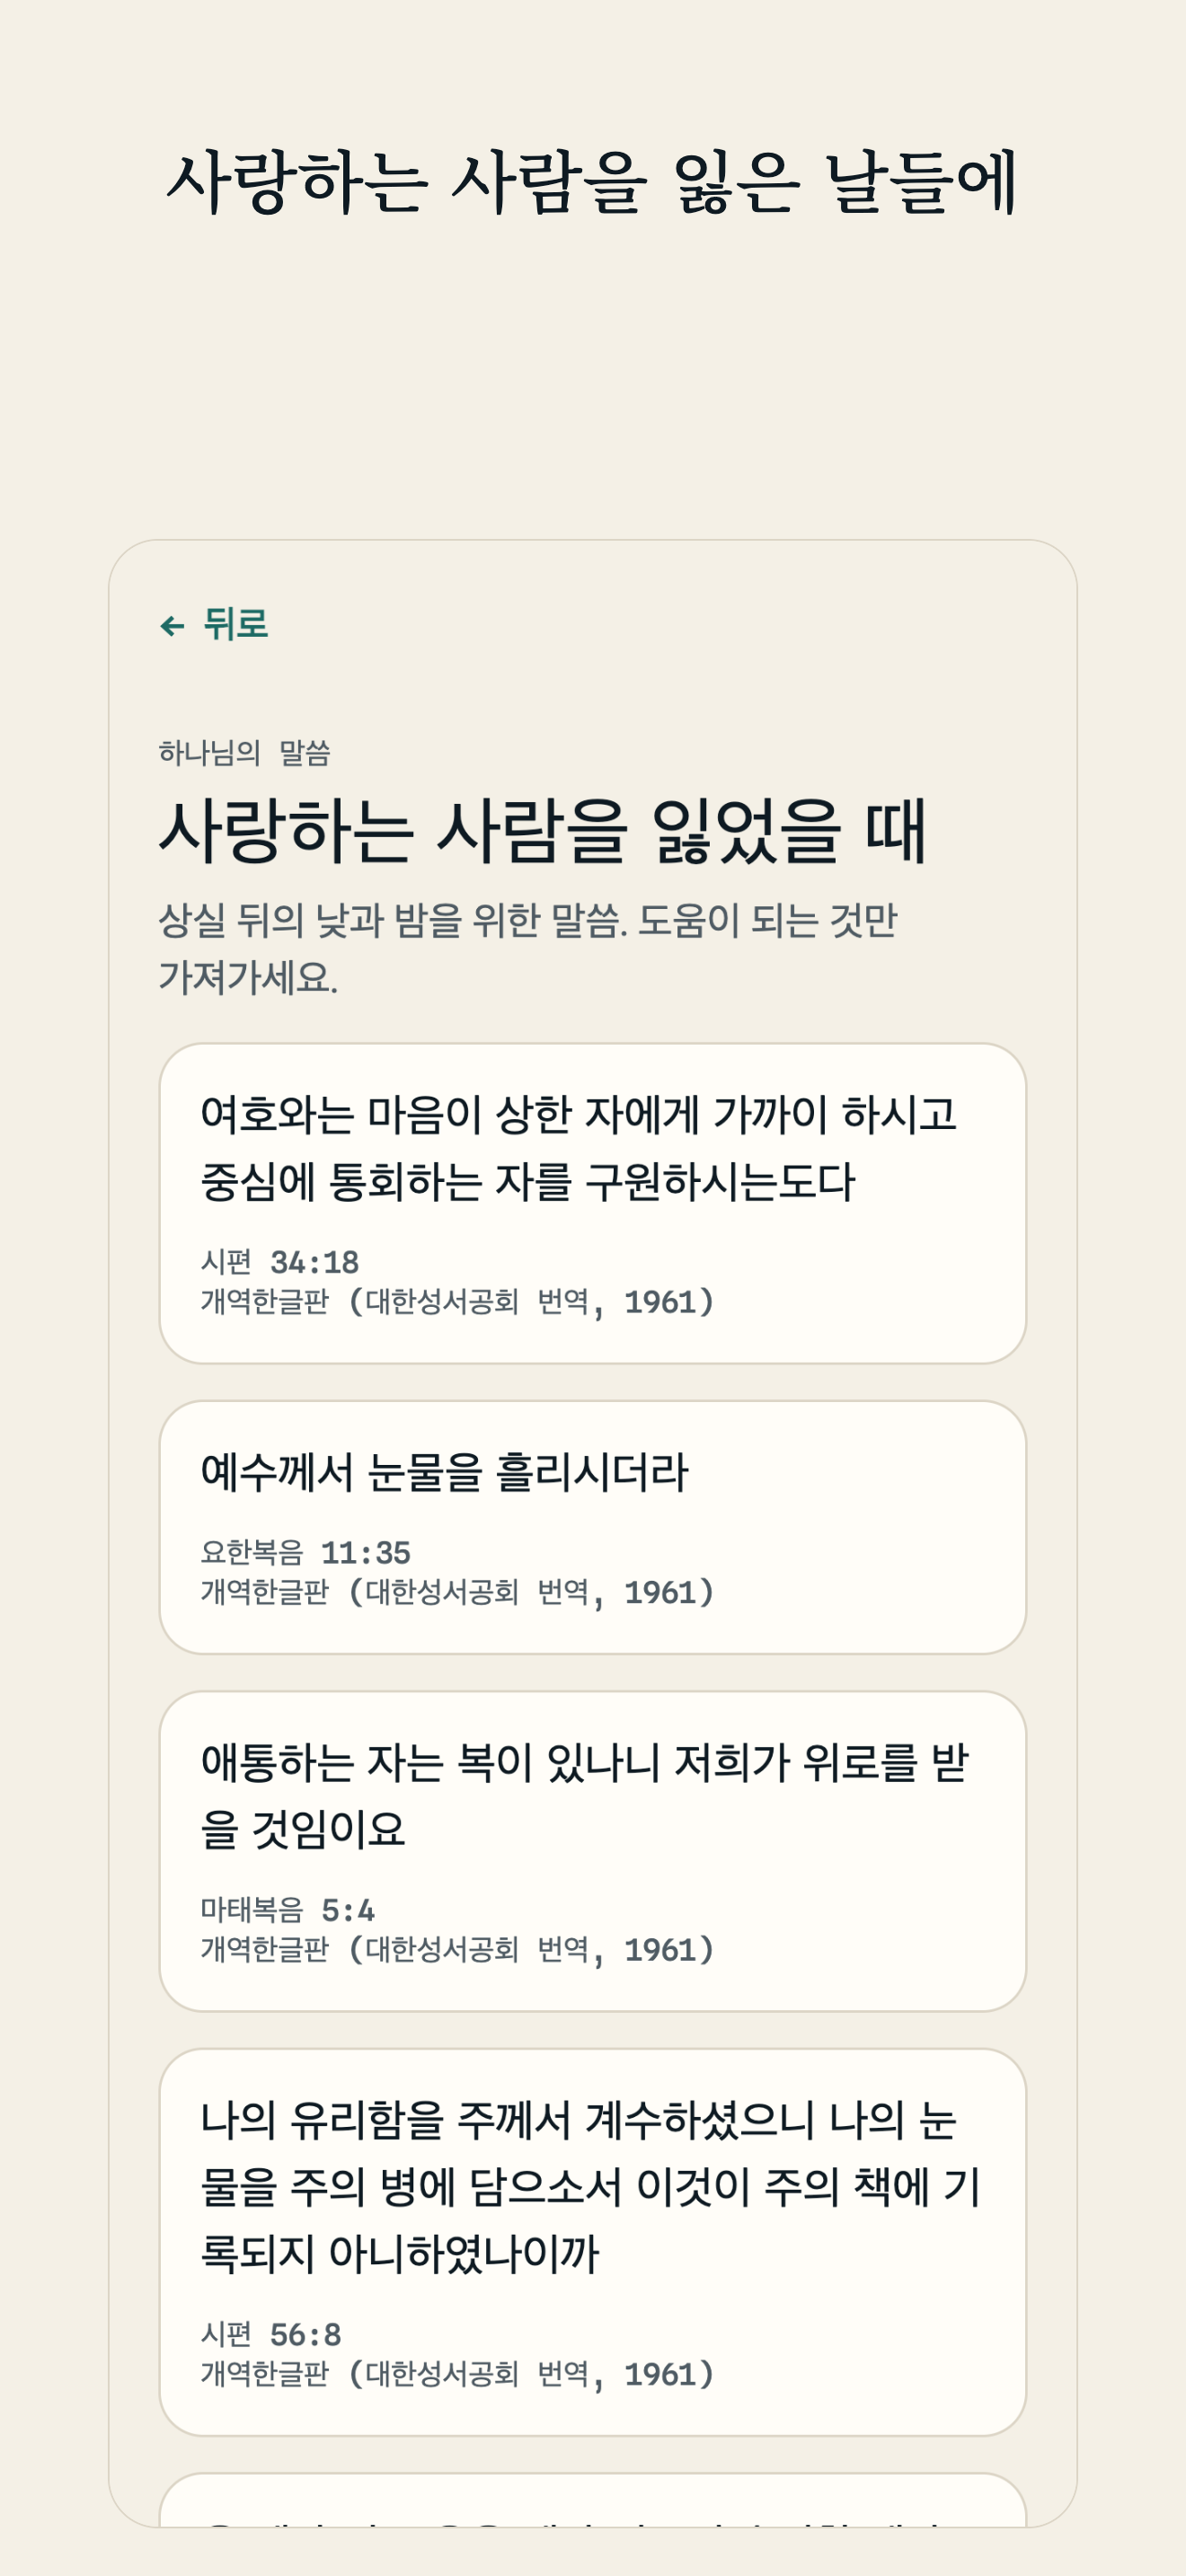 사랑하는 사람을 잃은 날들에
← 뒤로
하나님의 말씀
사랑하는 사람을 잃었을 때
상실 뒤의 낮과 밤을 위한 말씀. 도움이 되는 것만
가져가세요.
여호와는 마음이 상한 자에게 가까이 하시고
중심에 통회하는 자를 구원하시는도다
시편 34:18
개역한글판 (대한성서공회 번역, 1961)
예수께서 눈물을 흘리시더라
요한복음 11:35
개역한글판 (대한성서공회 번역, 1961)
애통하는 자는 복이 있나니 저희가 위로를 받
을 것임이요
마태복음 5:4
개역한글판 (대한성서공회 번역, 1961)
나의 유리함을 주께서 계수하셨으니 나의 눈
물을 주의 병에 담으소서 이것이 주의 책에 기
록되지 아니하였나이까
시편 56:8
개역한글판 (대한성서공회 번역, 1961)